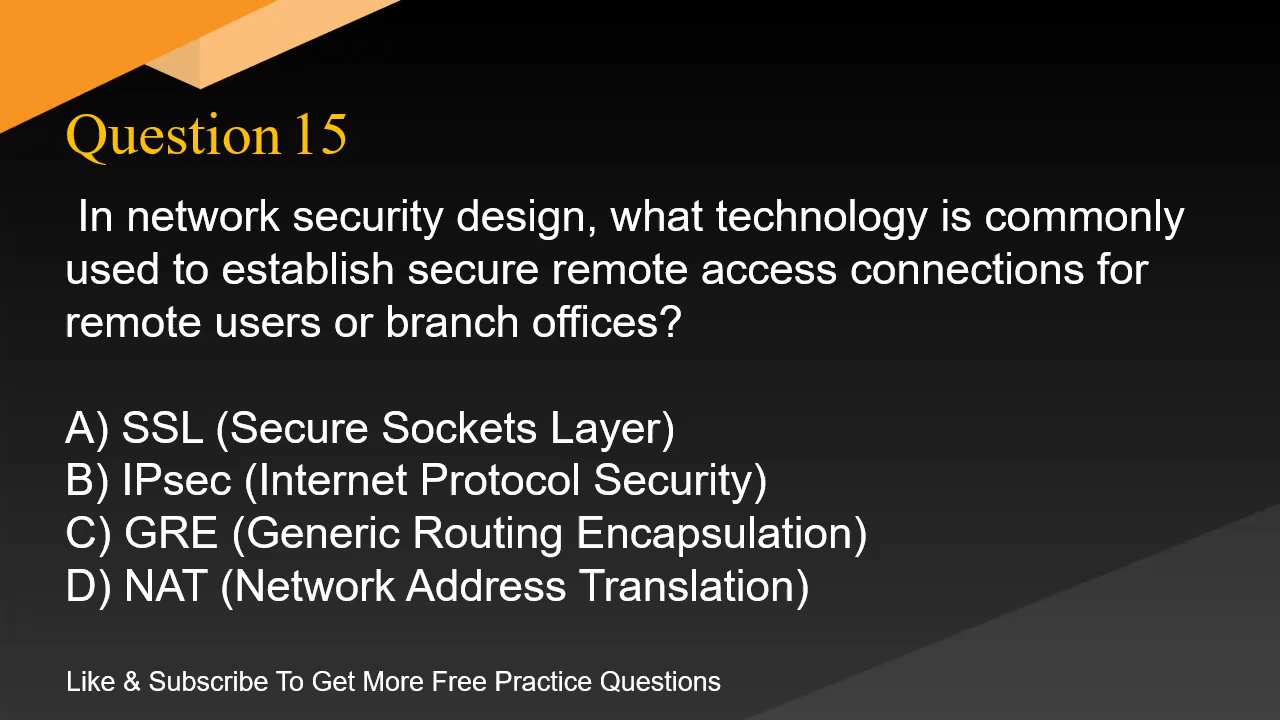 Question 15
In network security design, what technology is commonly
used to establish secure remote access connections for
remote users or branch offices?
A) SSL (Secure Sockets Layer)
B) IPsec (Internet Protocol Security)
C) GRE (Generic Routing Encapsulation)
D) NAT (Network Address Translation)
Like & Subscribe To Get More Free Practice Questions